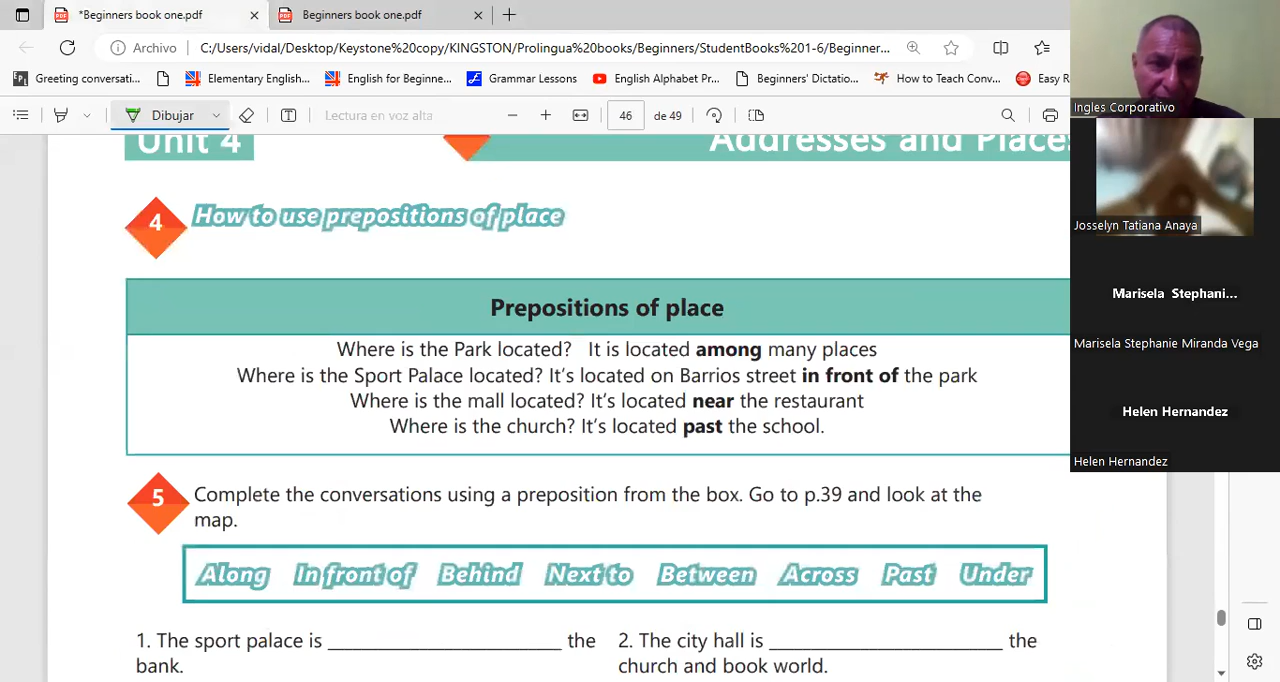 *Beginners book one.pdf
Beginners book one.pdf
Archivo
C:/Users/vidal/Desktop/Keystone%20copy/KINGSTON/Prolingua%20books/Beginners/StudentBooks%201-6/Beginner...
Greeting conversati...
Elementary English...
English for Beginne...
Grammar Lessons
English Alphabet Pr...
Beginners' Dictatio...
How to Teach Conv...
Easy R
Dibujar
Lectura en voz alta
46
de 49
Unit 4
Addresses and Places
4
How to use prepositions of place
Prepositions of place
Where is the Park located? It is located among many places
Where is the Sport Palace located? It's located on Barrios street in front of the park
Where is the mall located? It's located near the restaurant
Where is the church? It's located past the school.
5
Complete the conversations using a preposition from the box. Go to p.39 and look at the
map.
Along In front of Behind Next to Between Across Past Under
1. The sport palace is ______________________ the
bank.
2. The city hall is ______________________ the
church and book world.
Ingles Corporativo
Josselyn Tatiana Anaya
Marisela Stephani...
Marisela Stephanie Miranda Vega
Helen Hernandez
Helen Hernandez